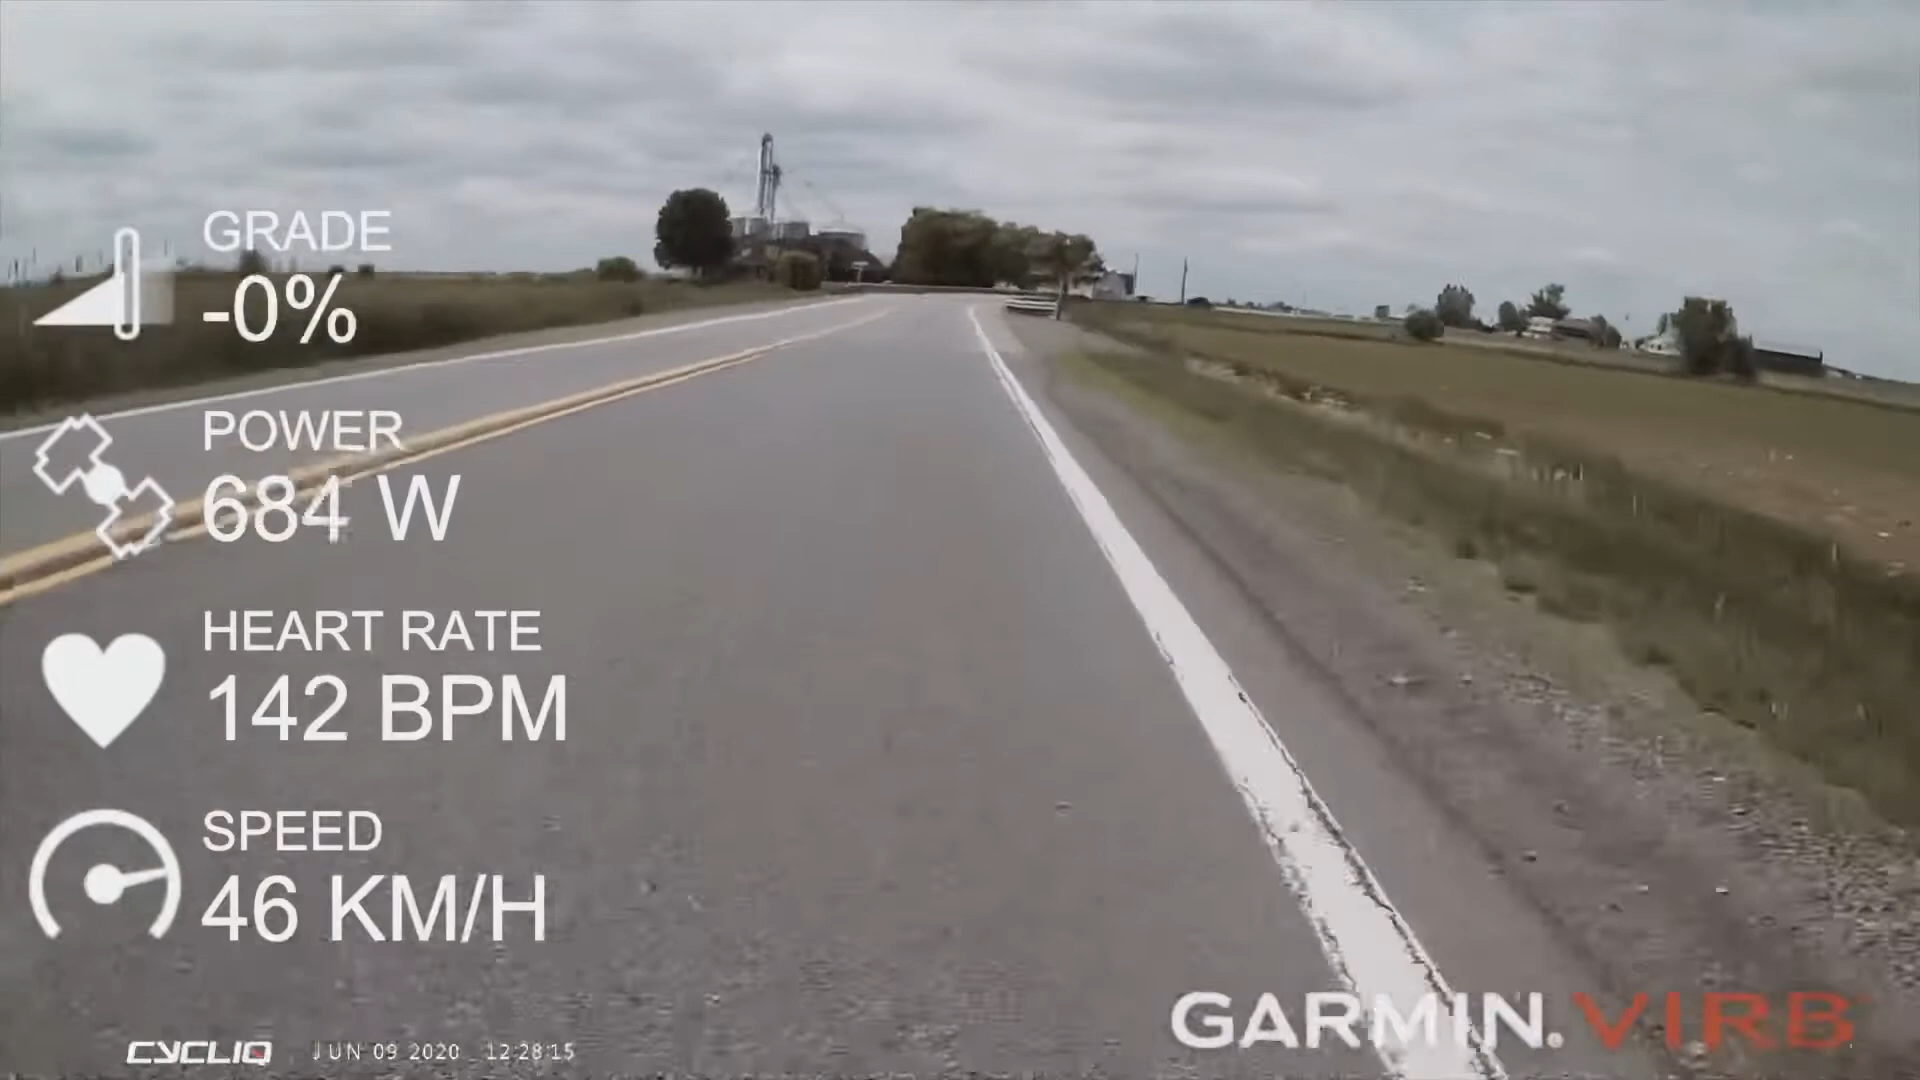 GRADE
-0%
POWER
684 W
HEART RATE
142 BPM
SPEED
46 KM/H
CYCLIQ JUN 09 2020 12:28:15
GARMIN. VIRB